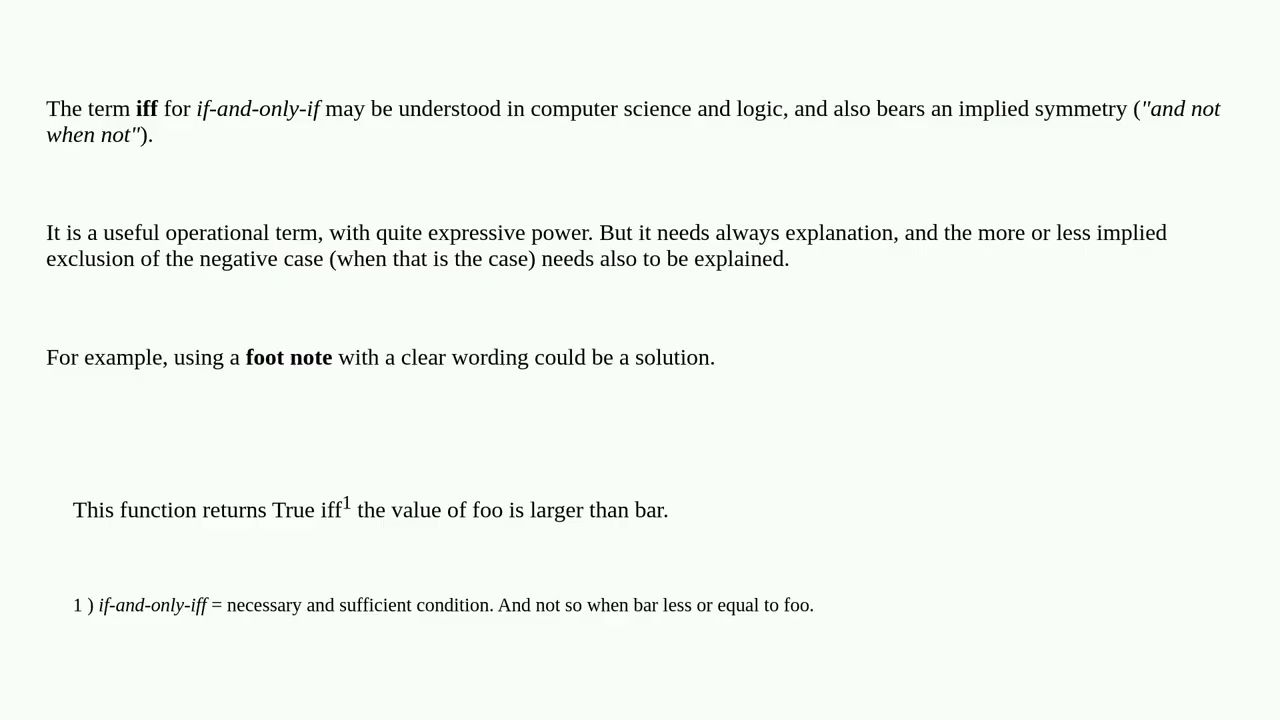 The term iff for if-and-only-if may be understood in computer science and logic, and also bears an implied symmetry ("and not
when not").
It is a useful operational term, with quite expressive power. But it needs always explanation, and the more or less implied
exclusion of the negative case (when that is the case) needs also to be explained.
For example, using a foot note with a clear wording could be a solution.
This function returns True iff1 the value of foo is larger than bar.
1 ) if-and-only-iff = necessary and sufficient condition. And not so when bar less or equal to foo.